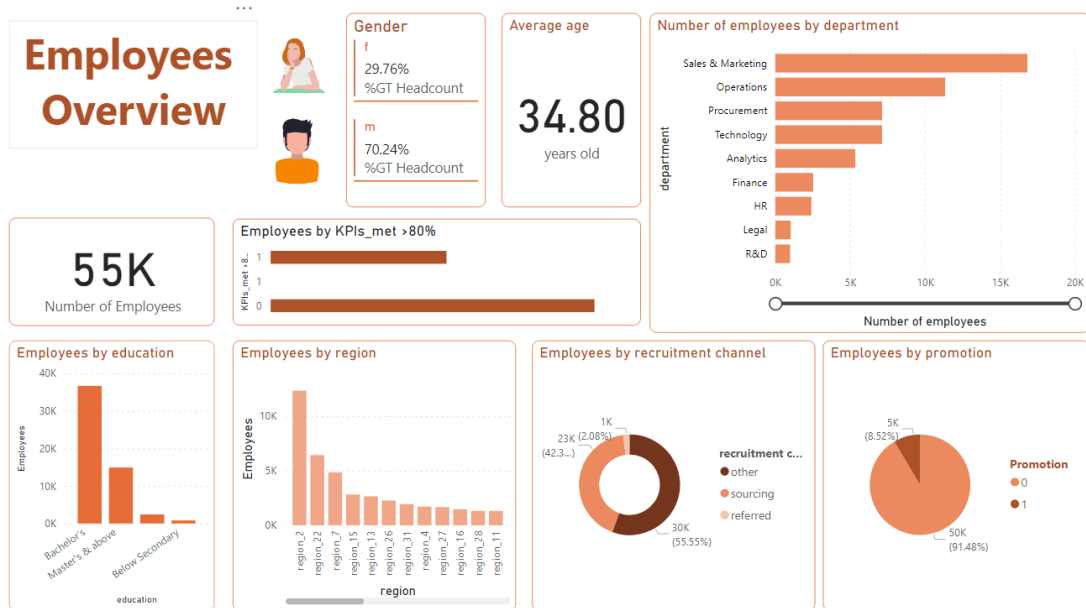 ...
Employees
Overview
Gender
f
29.76%
%GT Headcount
m
70.24%
%GT Headcount
Average age
34.80
years old
Number of employees by department
department
Sales & Marketing
Operations
Procurement
Technology
Analytics
Finance
HR
Legal
R&D
0K 5K 10K 15K 20K
Number of employees
55K
Number of Employees
Employees by KPIs_met >80%
KPIs_met >8...
1
1
0
Employees by education
Employees
40K
30K
20K
10K
0K
Bachelor's
Master's & above
Below Secondary
education
Employees by region
Employees
10K
5K
0K
region_2
region_22
region_7
region_15
region_13
region_26
region_31
region_4
region_27
region_16
region_28
region_11
region
Employees by recruitment channel
1K
(2.08%)
23K
(42.3...)
30K
(55.55%)
recruitment c...
other
sourcing
referred
Employees by promotion
5K
(8.52%)
50K
(91.48%)
Promotion
0
1